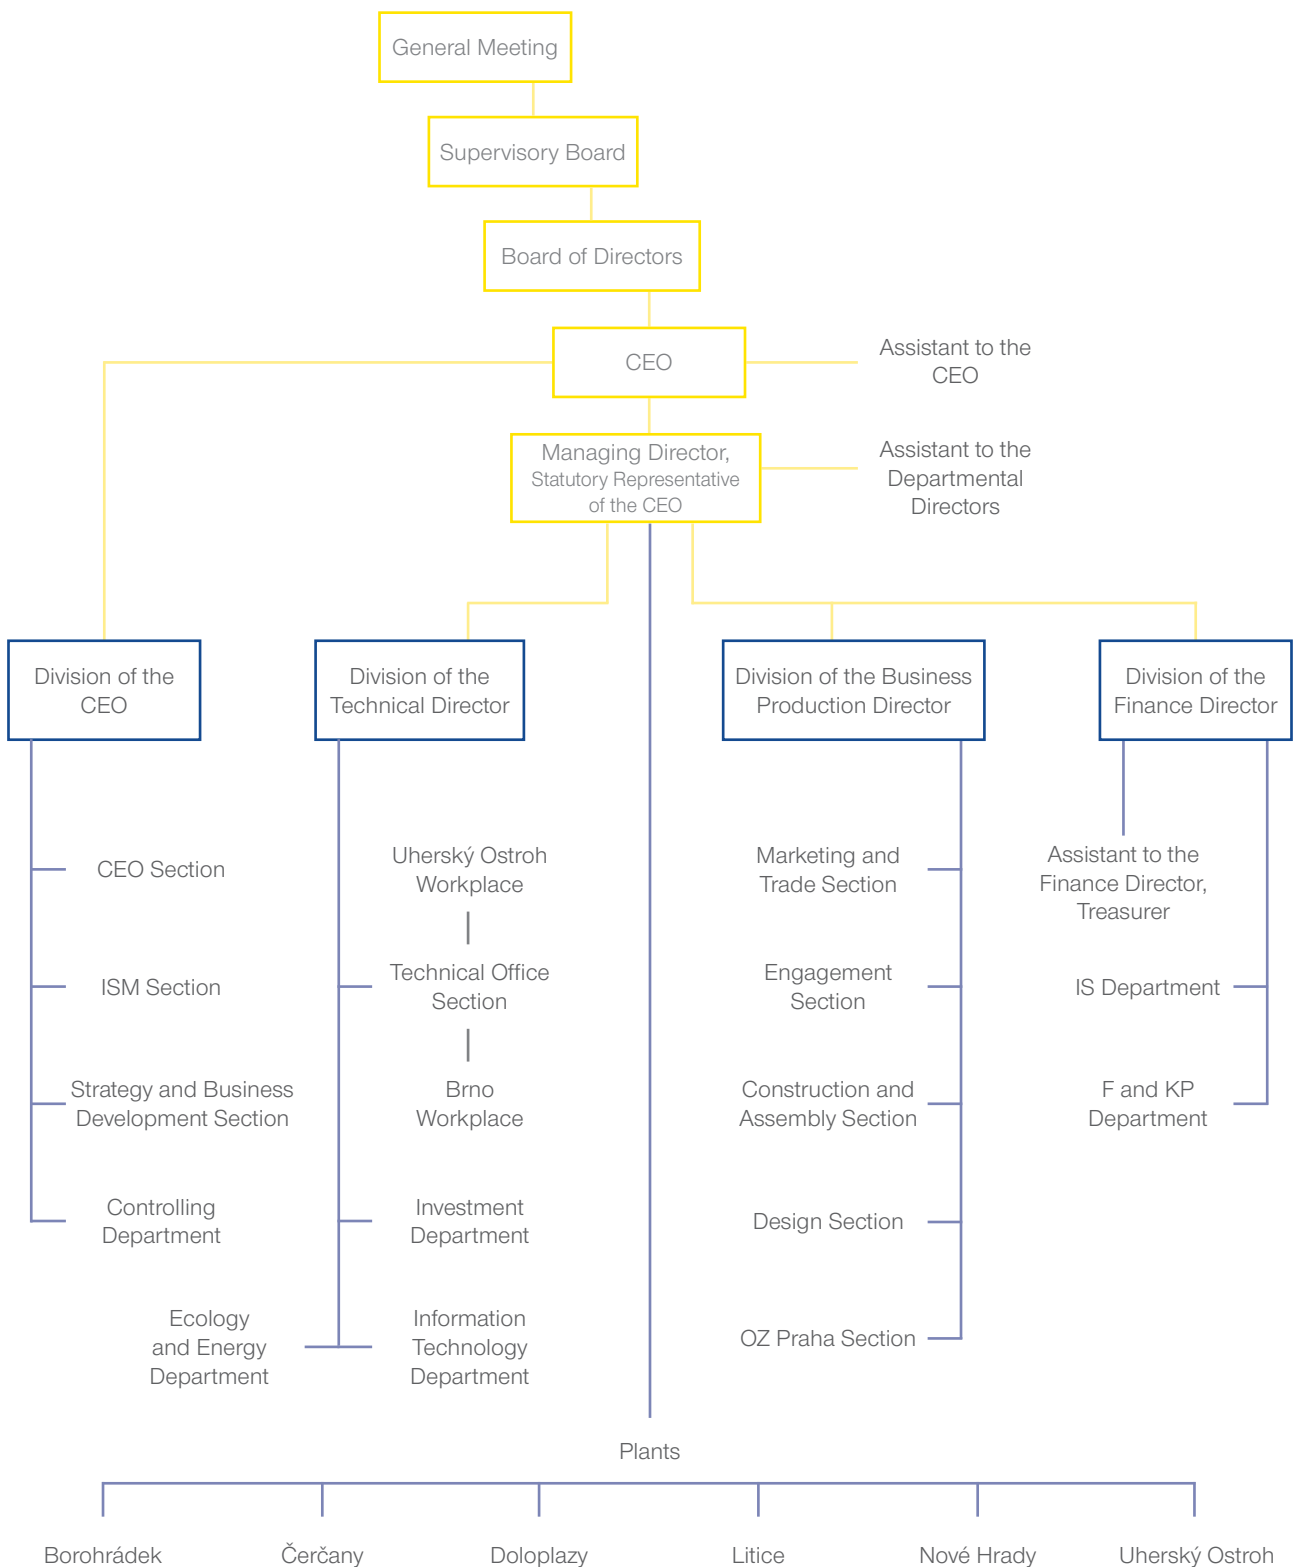 General Meeting
Supervisory Board
Board of Directors
CEO
Assistant to the
CEO
Managing Director,
Statutory Representative
of the CEO
Assistant to the
Departmental
Directors
Division of the
CEO
Division of the
Technical Director
Division of the Business
Production Director
Division of the
Finance Director
CEO Section
ISM Section
Strategy and Business
Development Section
Controlling
Department
Uherský Ostroh
Workplace
Technical Office
Section
Brno
Workplace
Investment
Department
Ecology
and Energy
Department
Information
Technology
Department
Marketing and
Trade Section
Engagement
Section
Construction and
Assembly Section
Design Section
OZ Praha Section
Assistant to the
Finance Director,
Treasurer
IS Department
F and KP
Department
Plants
Borohrádek
Čerčany
Doloplazy
Litice
Nové Hrady
Uherský Ostroh